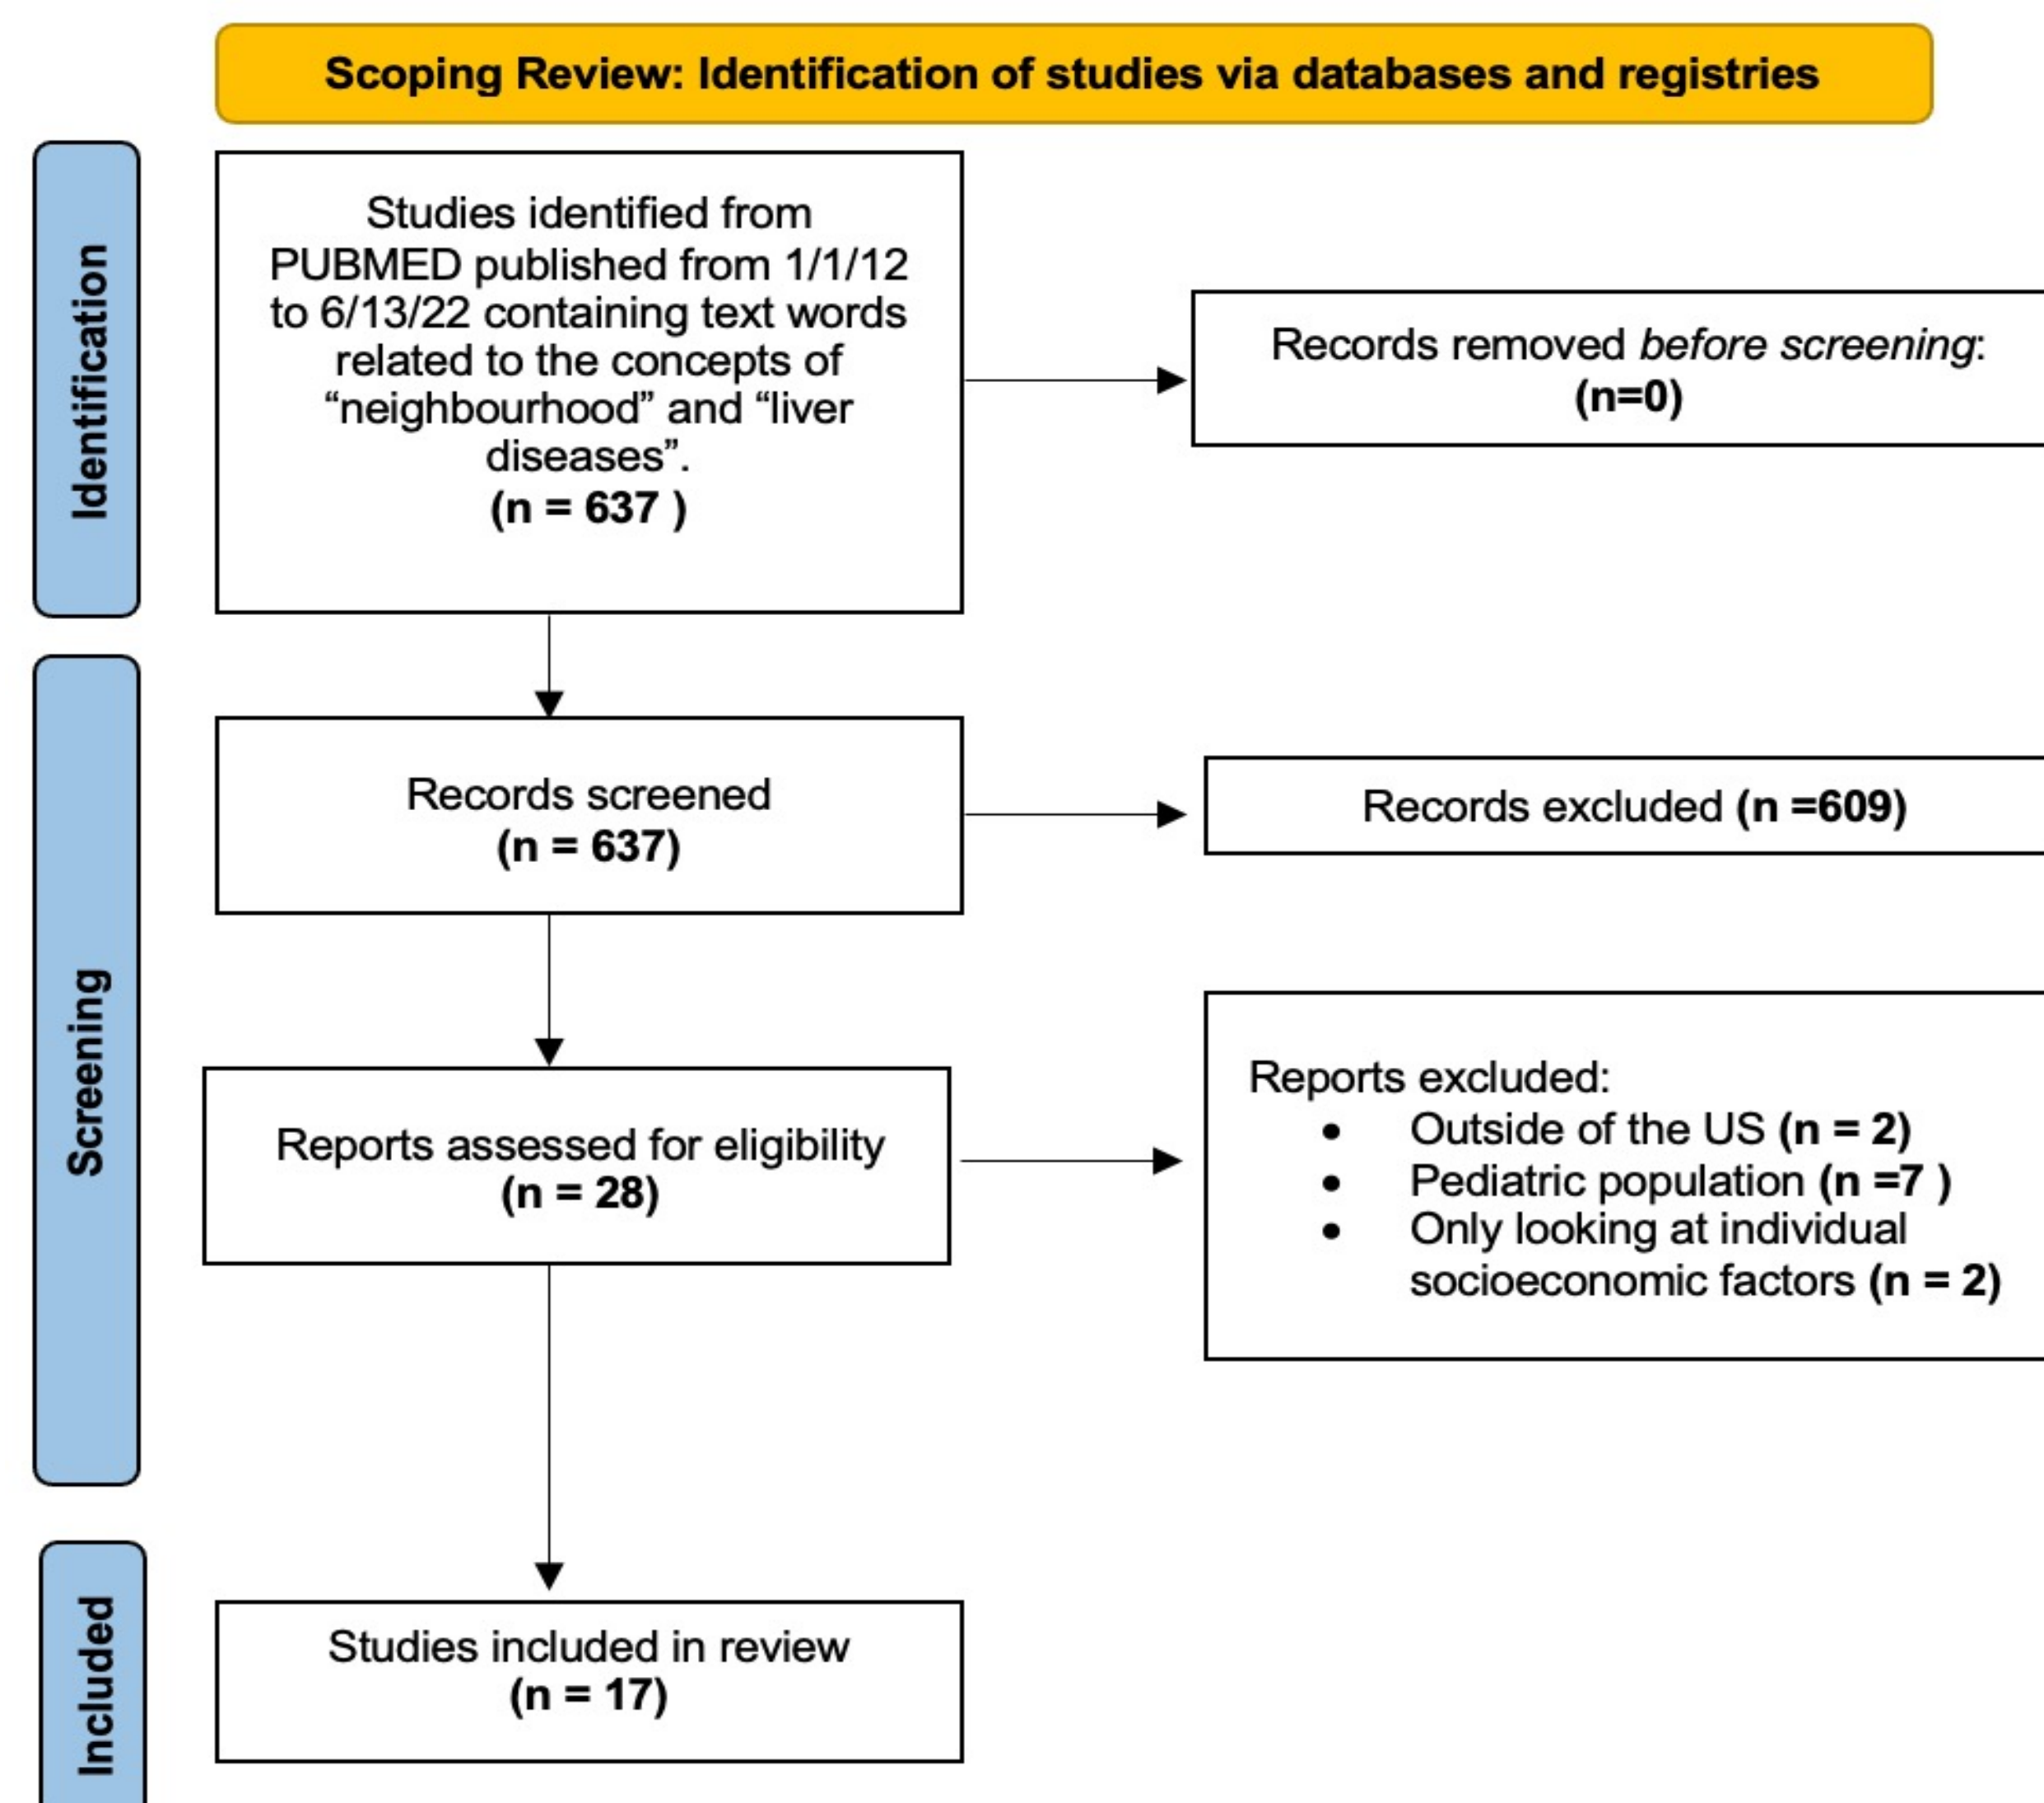 Scoping Review: Identification of studies via databases and registries
Identification
Studies identified from
PUBMED published from 1/1/12
to 6/13/22 containing text words
related to the concepts of
“neighbourhood” and “liver
diseases”.
(n = 637 )
Records removed before screening:
(n=0)
Screening
Records screened
(n = 637)
Records excluded (n =609)
Reports assessed for eligibility
(n = 28)
Reports excluded:
• Outside of the US (n = 2)
• Pediatric population (n =7 )
• Only looking at individual
socioeconomic factors (n = 2)
Included
Studies included in review
(n = 17)